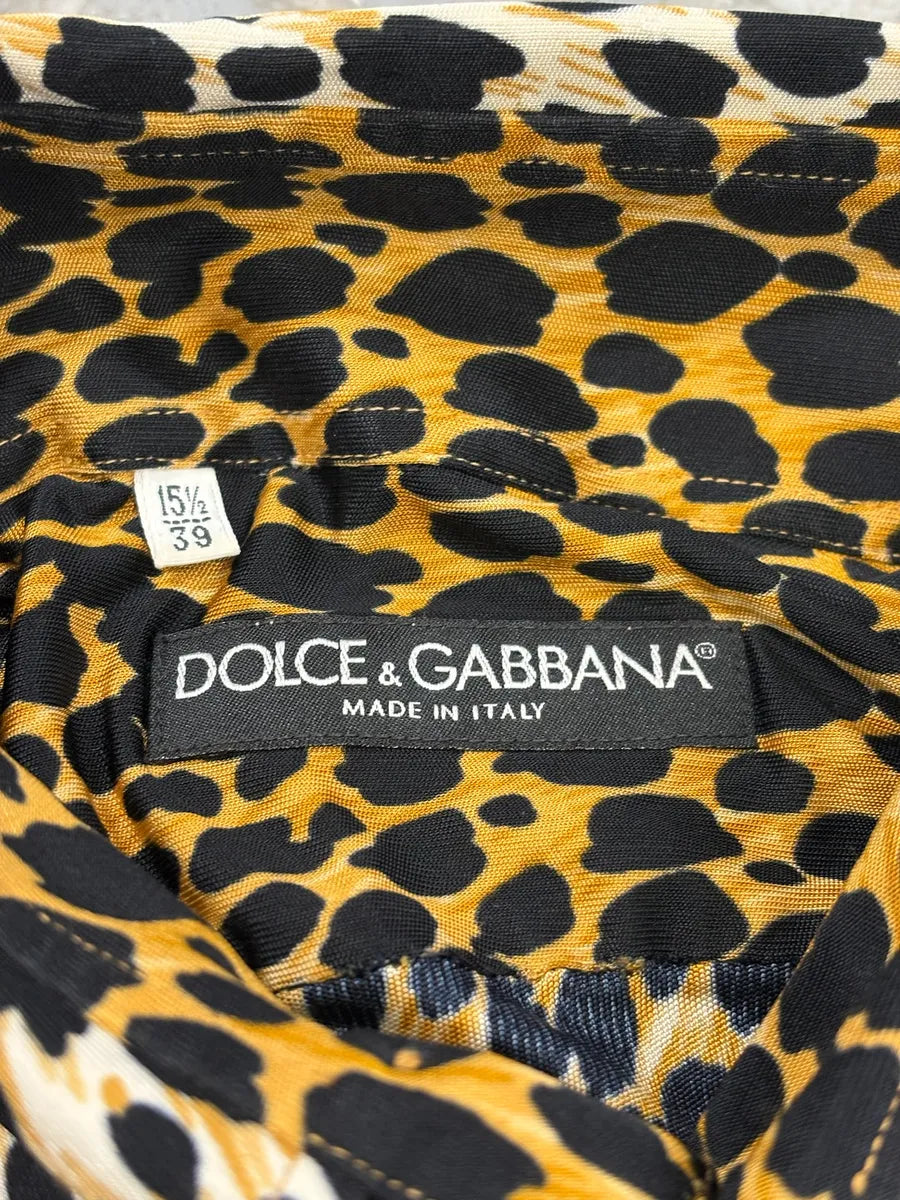 15½
39
DOLCE & GABBANA®
MADE IN ITALY